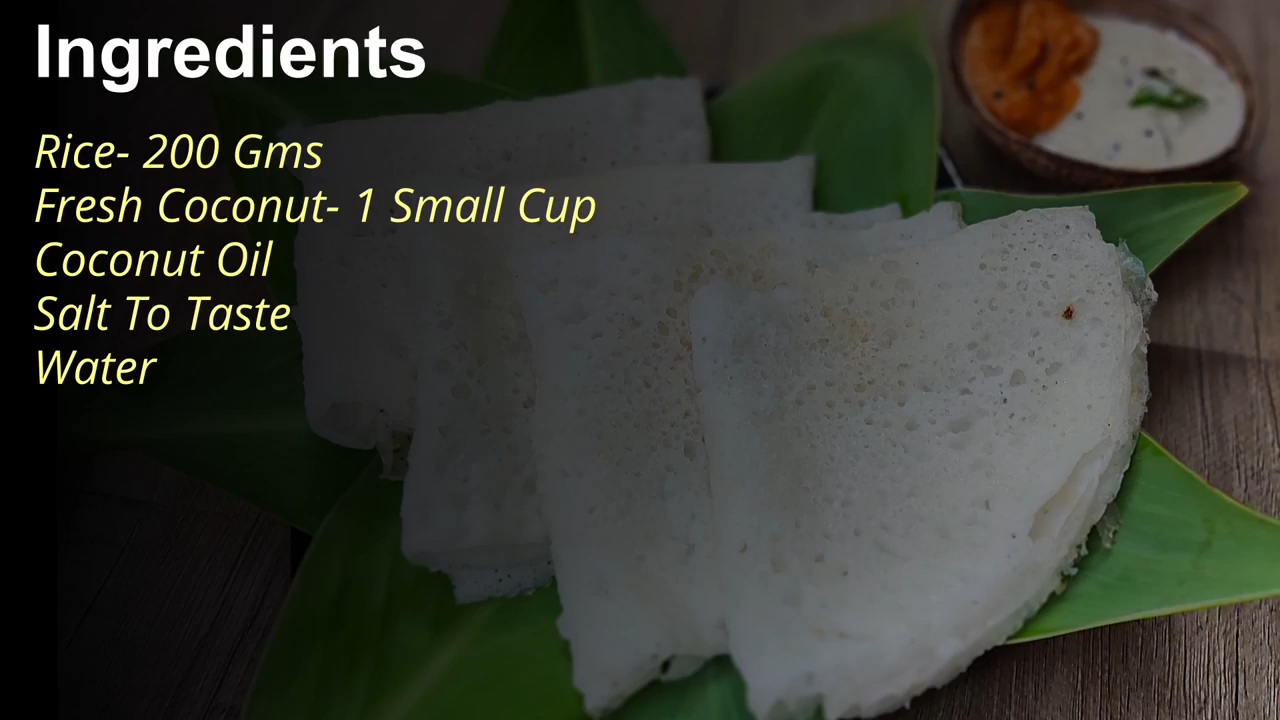 Ingredients
Rice- 200 Gms
Fresh Coconut- 1 Small Cup
Coconut Oil
Salt To Taste
Water